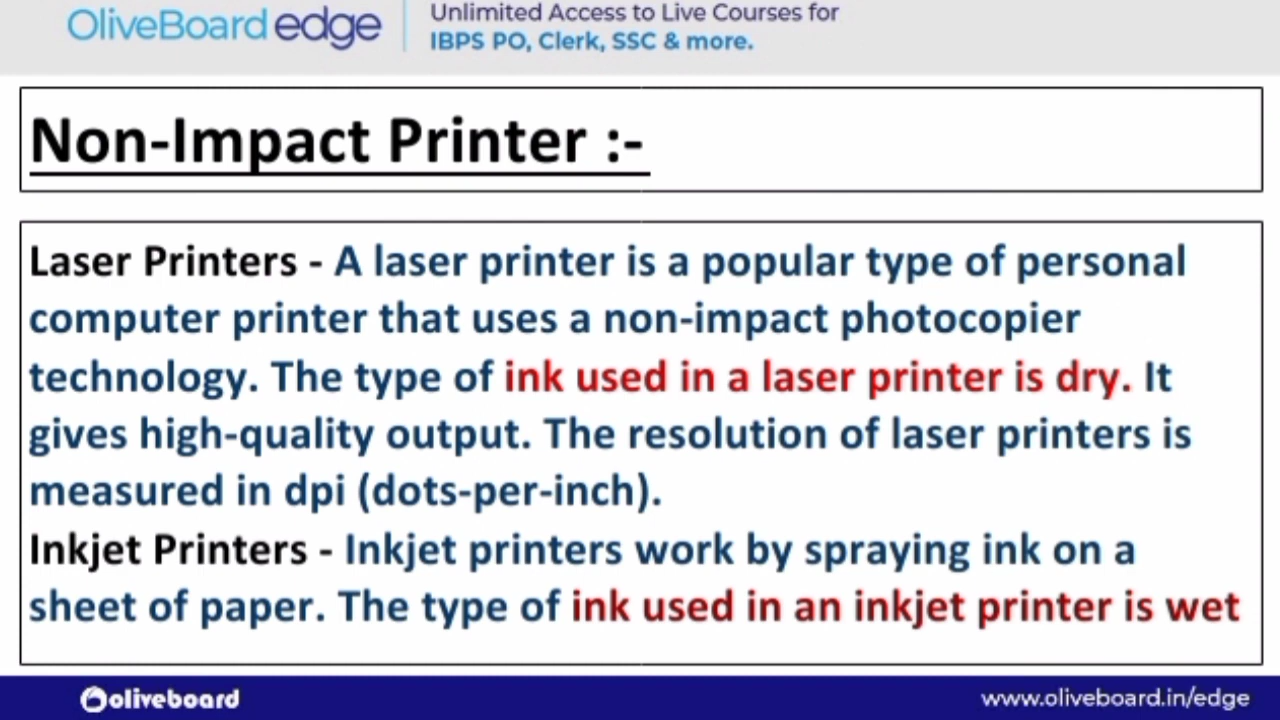 OliveBoard edge
Unlimited Access to Live Courses for
IBPS PO, Clerk, SSC & more.
Non-Impact Printer :-
Laser Printers - A laser printer is a popular type of personal
computer printer that uses a non-impact photocopier
technology. The type of ink used in a laser printer is dry. It
gives high-quality output. The resolution of laser printers is
measured in dpi (dots-per-inch).
Inkjet Printers - Inkjet printers work by spraying ink on a
sheet of paper. The type of ink used in an inkjet printer is wet
oliveboard
www.oliveboard.in/edge